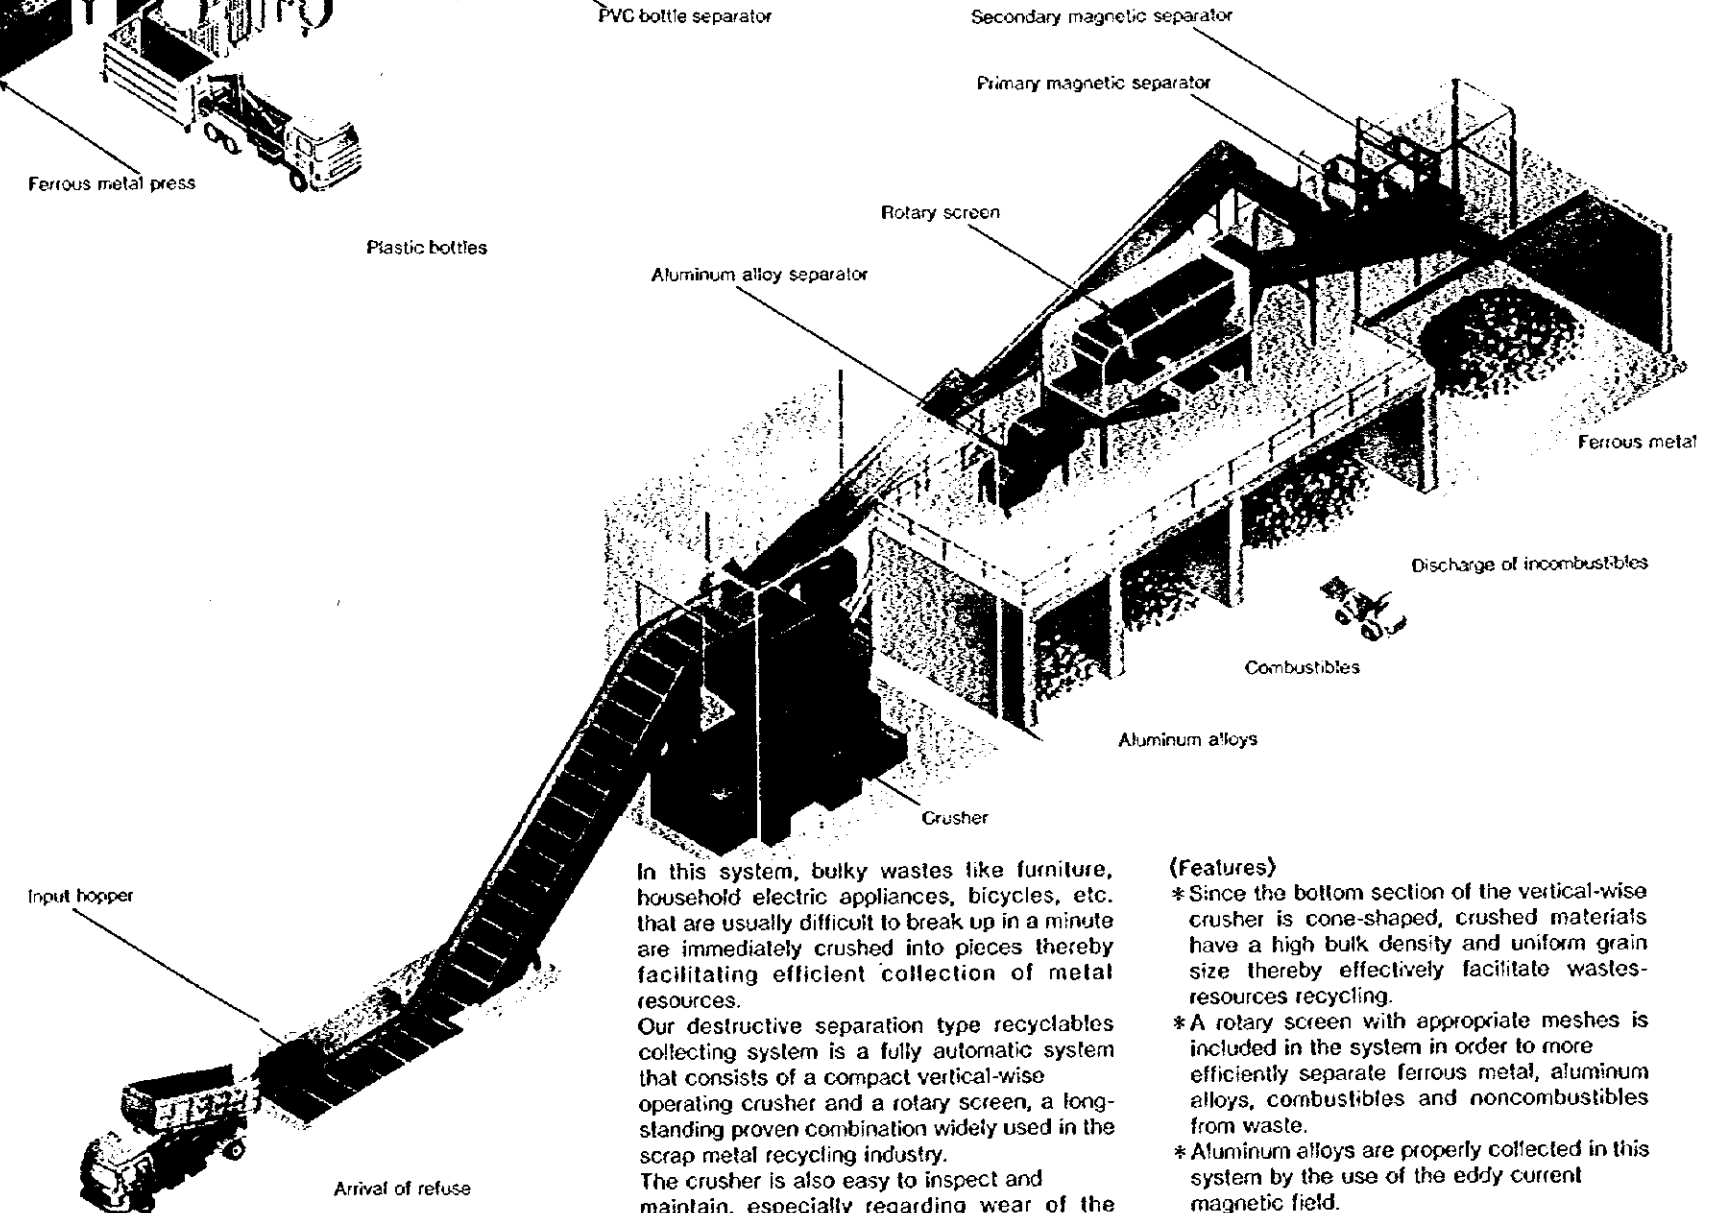 PVC bottle separator
Secondary magnetic separator
Primary magnetic separator
Ferrous metal press
Rotary screen
Plastic bottles
Aluminum alloy separator
Ferrous metal
Discharge of incombustibles
Combustibles
Aluminum alloys
Crusher
Input hopper
Arrival of refuse
In this system, bulky wastes like furniture,
household electric appliances, bicycles, etc.
that are usually difficult to break up in a minute
are immediately crushed into pieces thereby
facilitating efficient collection of metal
resources.
Our destructive separation type recyclables
collecting system is a fully automatic system
that consists of a compact vertical-wise
operating crusher and a rotary screen, a long-
standing proven combination widely used in the
scrap metal recycling industry.
The crusher is also easy to inspect and
maintain, especially regarding wear of the
(Features)
* Since the bottom section of the vertical-wise
crusher is cone-shaped, crushed materials
have a high bulk density and uniform grain
size thereby effectively facilitate wastes-
resources recycling.
* A rotary screen with appropriate meshes is
included in the system in order to more
efficiently separate ferrous metal, aluminum
alloys, combustibles and noncombustibles
from waste.
* Aluminum alloys are properly collected in this
system by the use of the eddy current
magnetic field.